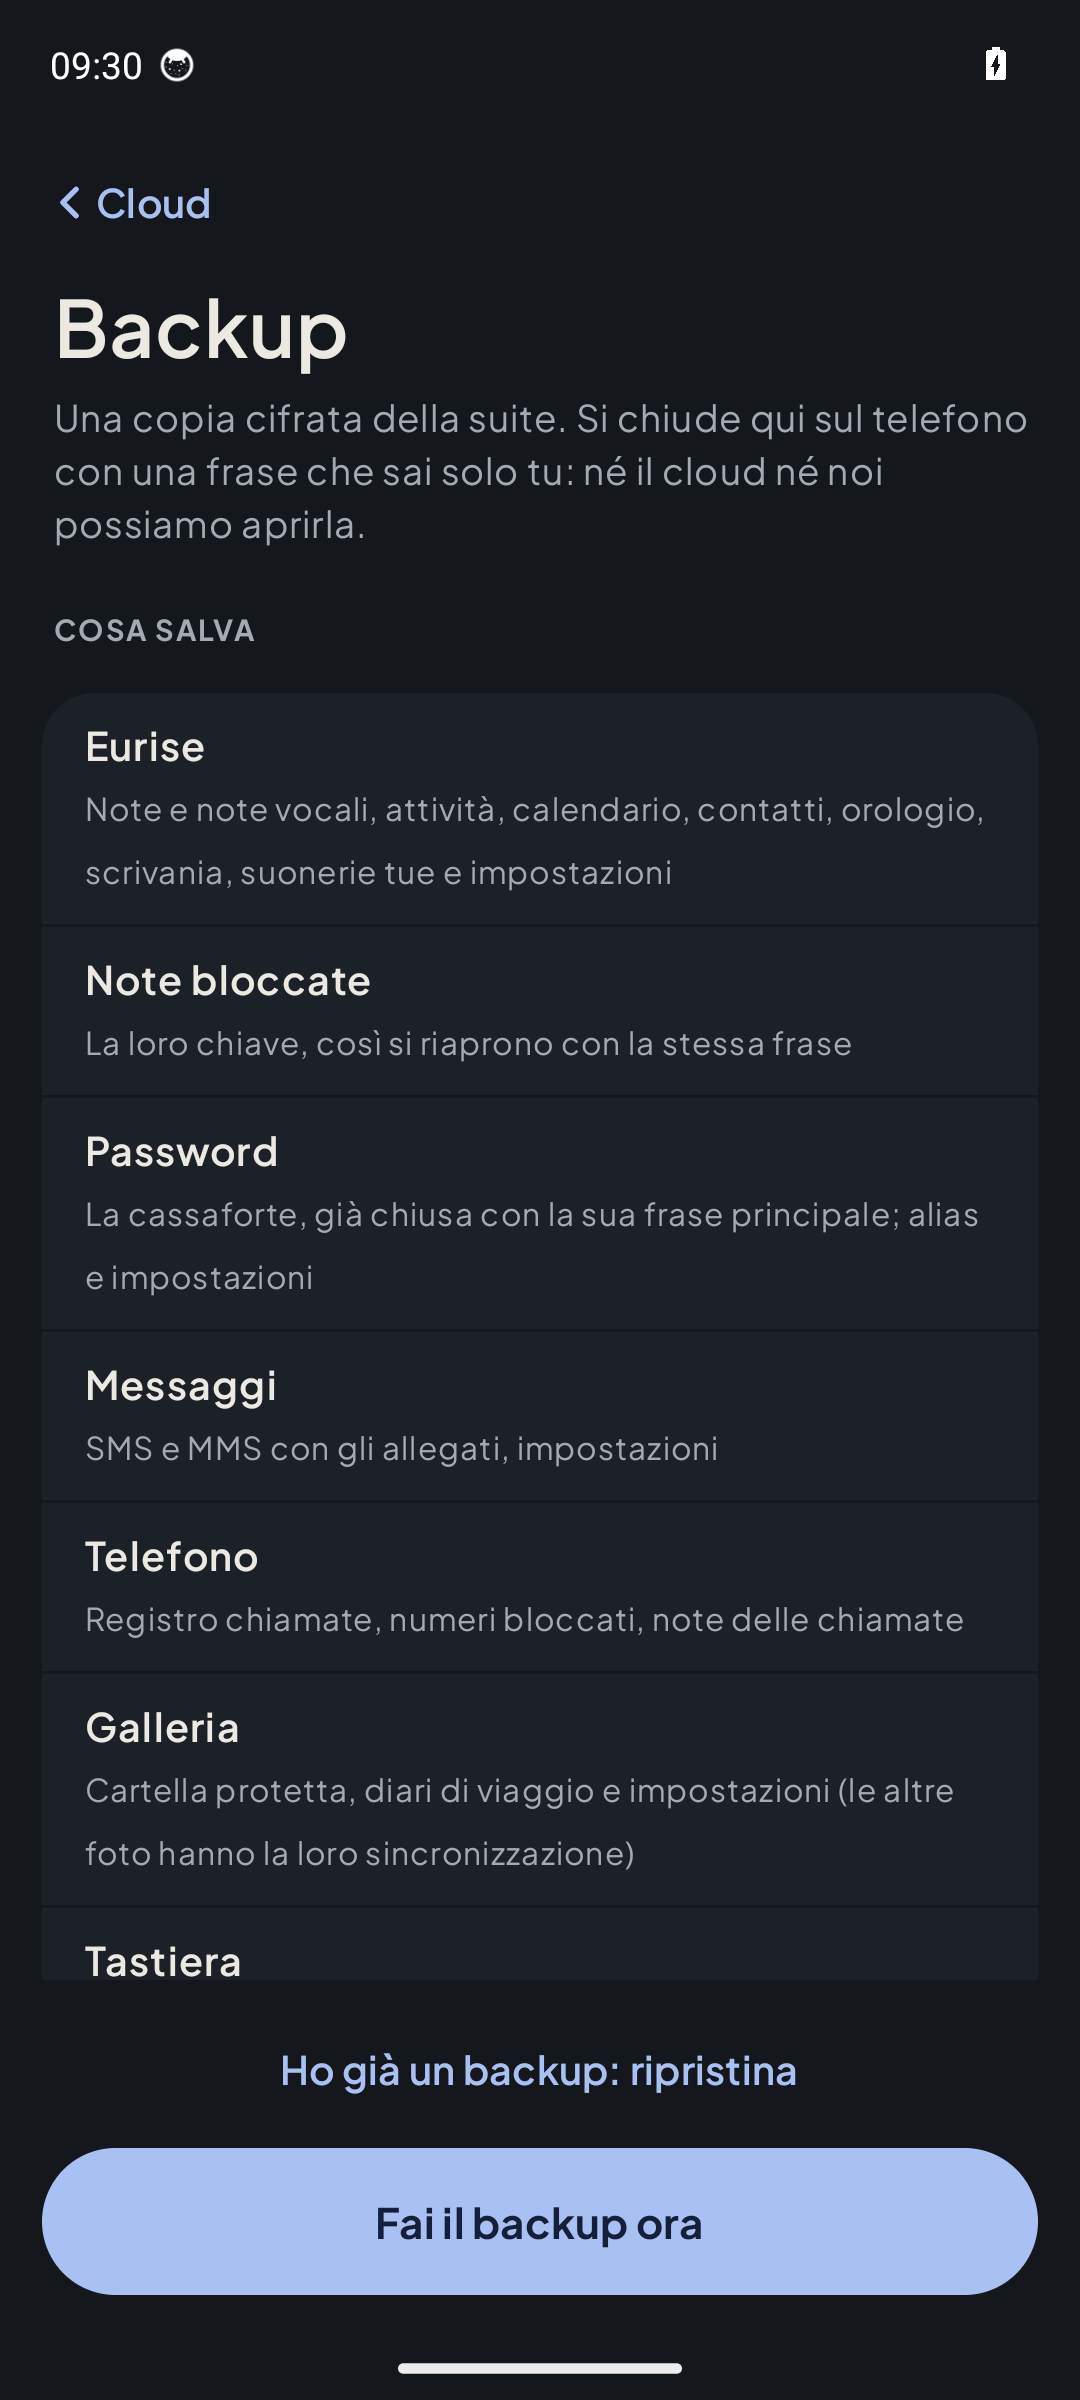 09:30
Cloud
Backup
Una copia cifrata della suite. Si chiude qui sul telefono
con una frase che sai solo tu: né il cloud né noi
possiamo aprirla.
COSA SALVA
Eurise
Note e note vocali, attività, calendario, contatti, orologio,
scrivania, suonerie tue e impostazioni
Note bloccate
La loro chiave, così si riaprono con la stessa frase
Password
La cassaforte, già chiusa con la sua frase principale; alias
e impostazioni
Messaggi
SMS e MMS con gli allegati, impostazioni
Telefono
Registro chiamate, numeri bloccati, note delle chiamate
Galleria
Cartella protetta, diari di viaggio e impostazioni (le altre
foto hanno la loro sincronizzazione)
Tastiera
Ho già un backup: ripristina
Fai il backup ora